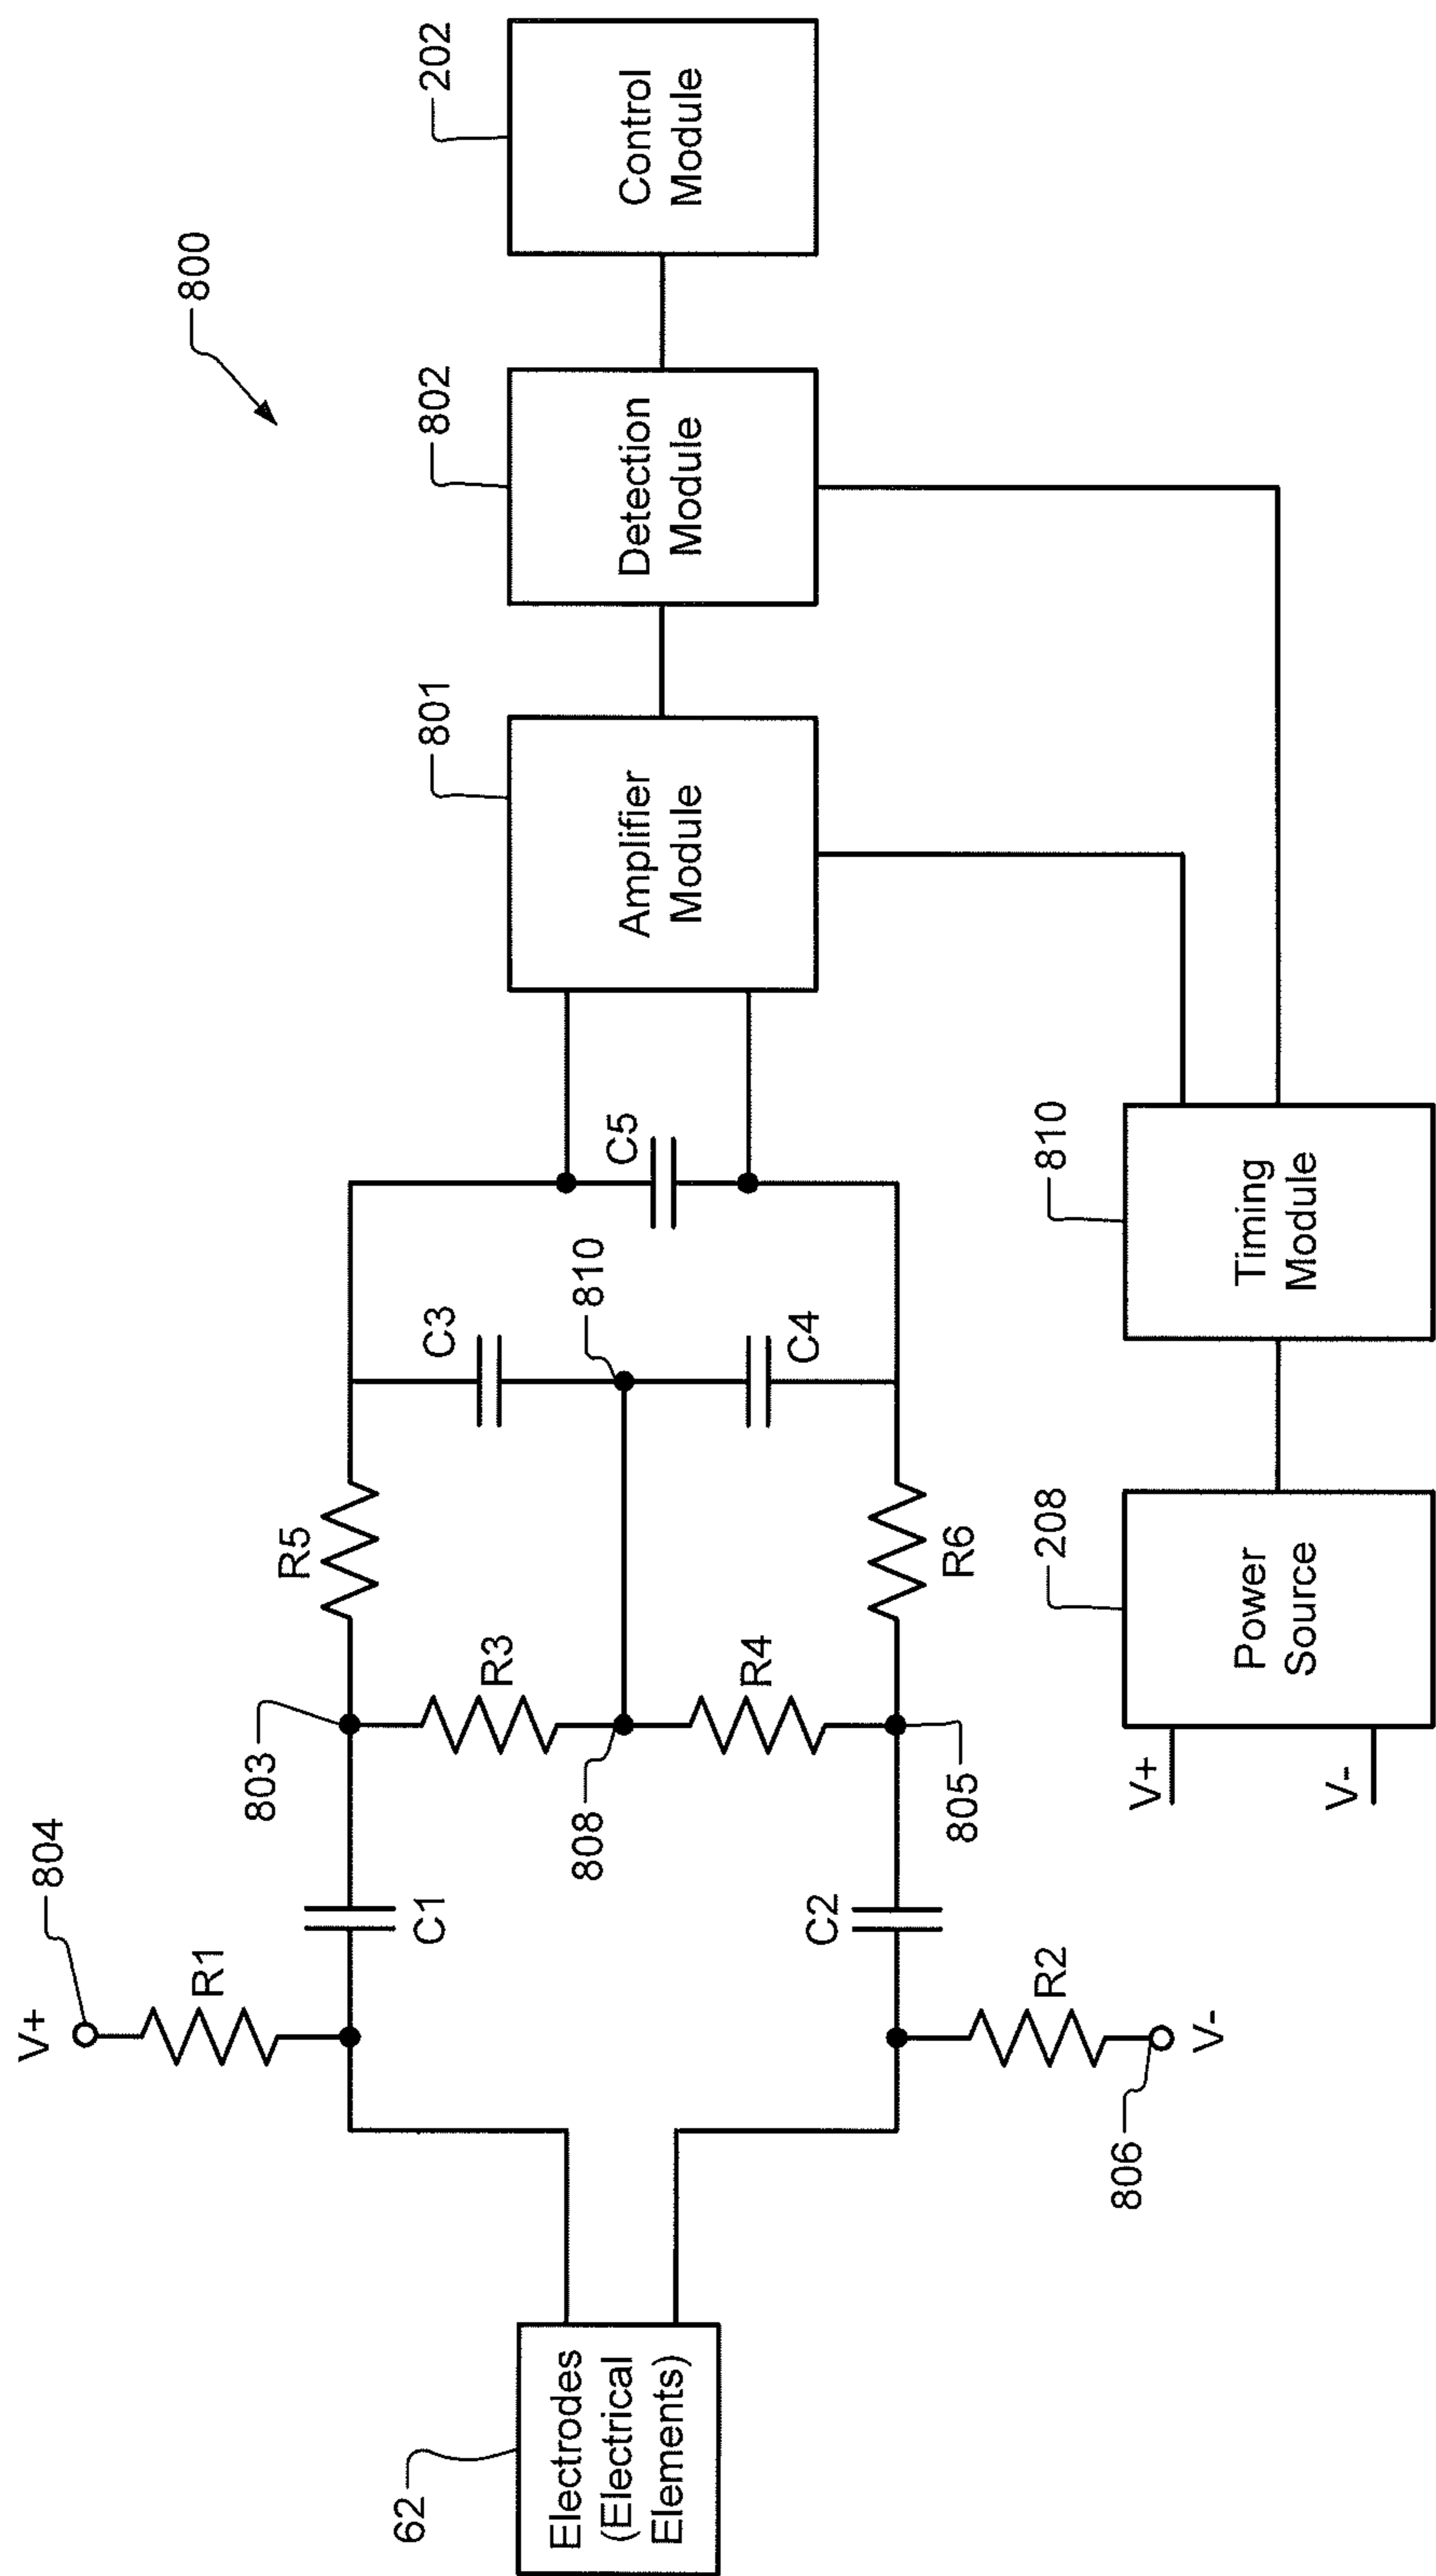 800
V+
804
R1
803
R5
C1
R3
C3
810
C5
808
R4
C4
C2
R6
805
R2
806
V-
62
Electrodes
(Electrical
Elements)
801
Amplifier
Module
802
Detection
Module
202
Control
Module
V+
V-
208
Power
Source
810
Timing
Module